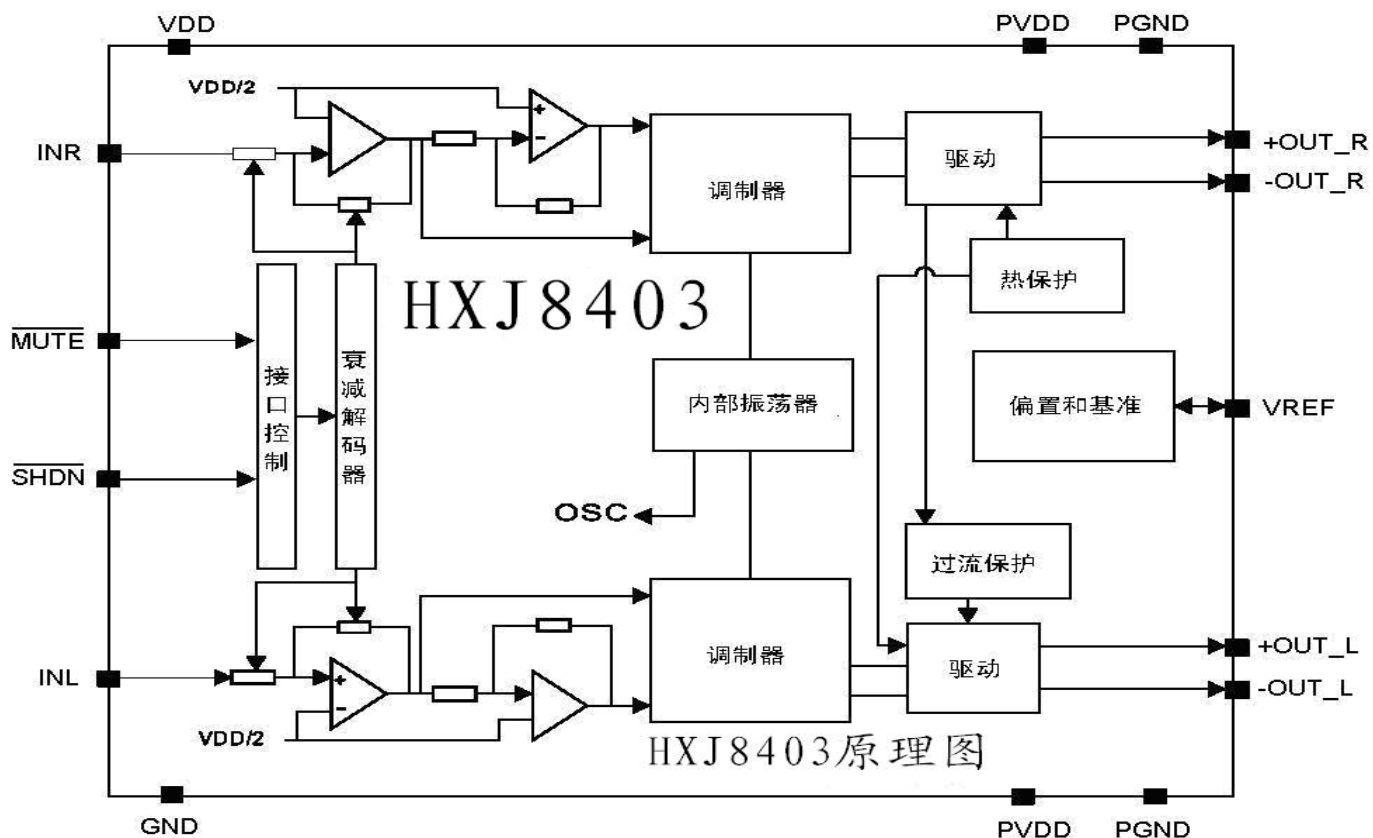 VDD
PVDD
PGND
VDD/2
+
-
INR
调制器
驱动
+OUT_R
-OUT_R
热保护
HXJ8403
MUTE
接口控制
衰减解码器
内部振荡器
偏置和基准
VREF
SHDN
OSC
过流保护
INL
+
-
调制器
驱动
+OUT_L
-OUT_L
VDD/2
HXJ8403原理图
GND
PVDD
PGND